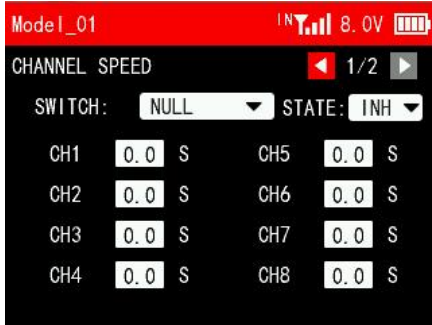 Model_01 IN 8.0V
CHANNEL SPEED 1/2
SWITCH: NULL STATE: INH
CH1 0.0 S CH5 0.0 S
CH2 0.0 S CH6 0.0 S
CH3 0.0 S CH7 0.0 S
CH4 0.0 S CH8 0.0 S